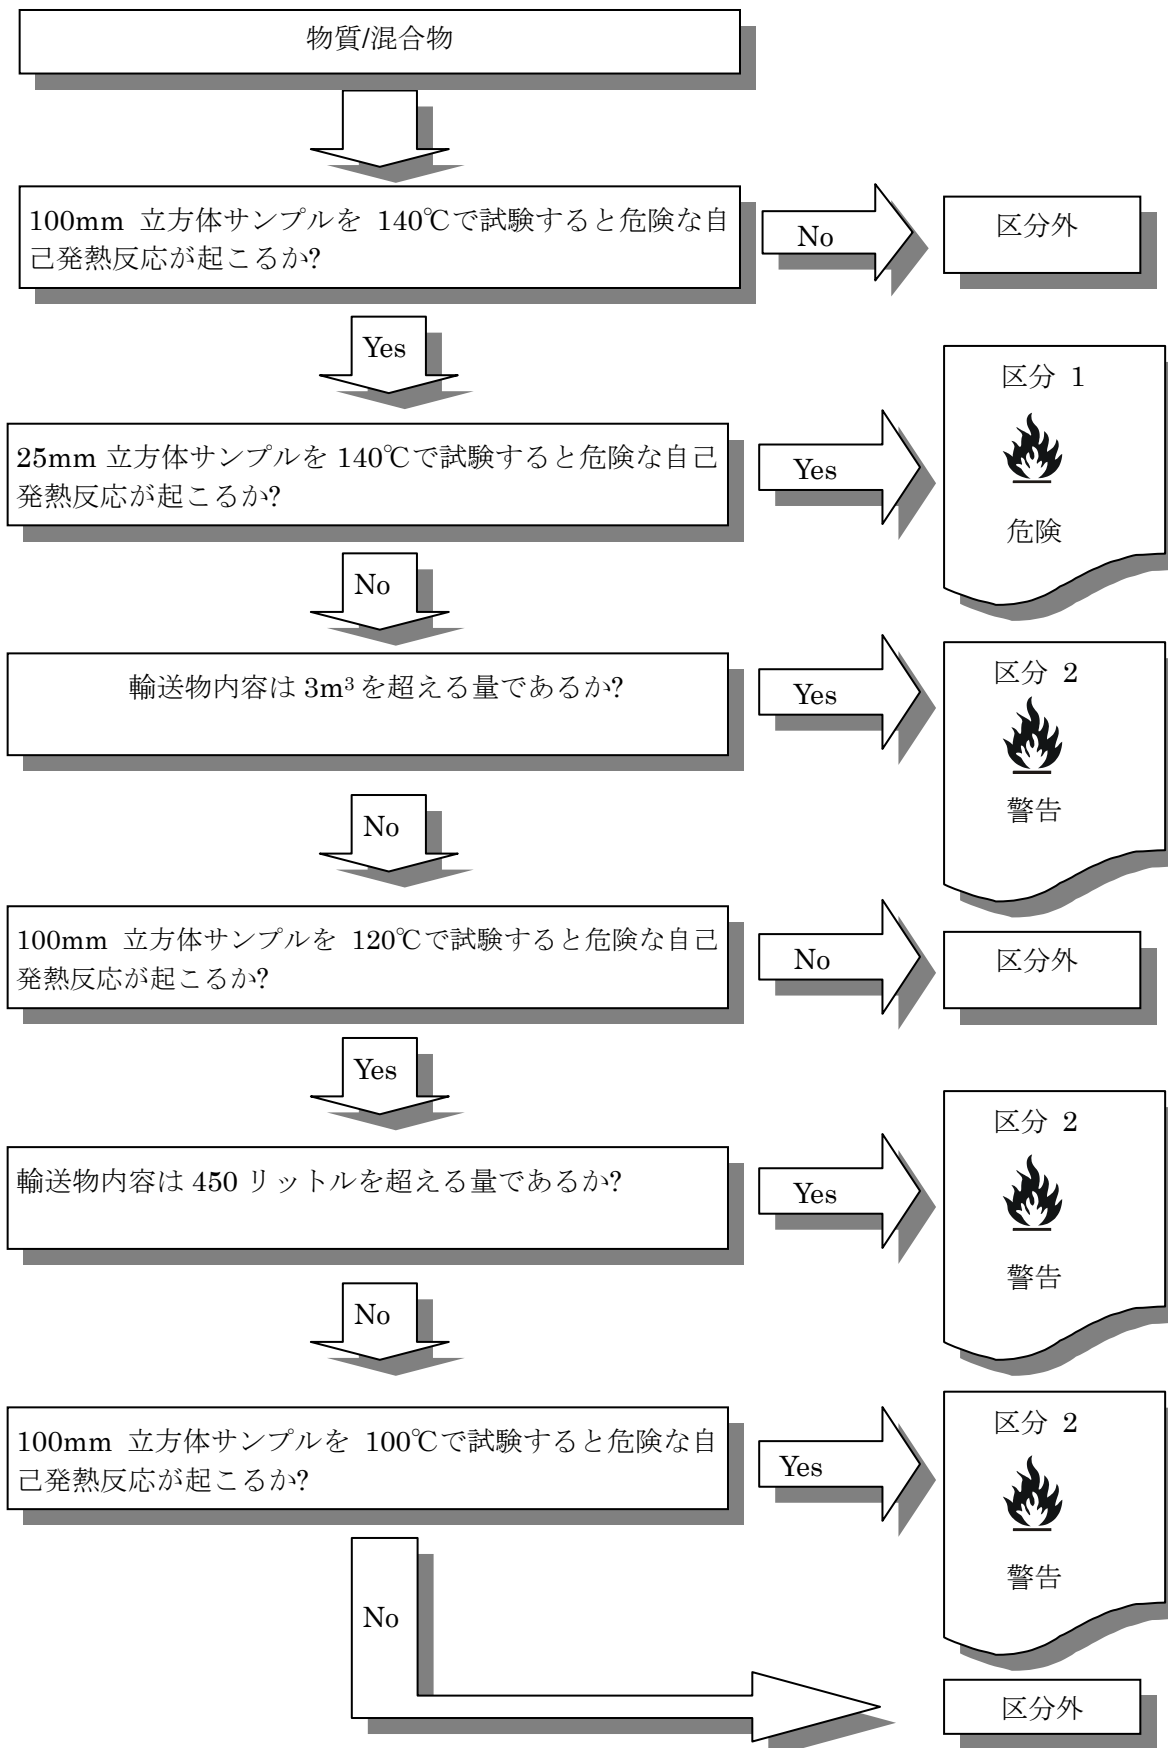 物質/混合物
100mm 立方体サンプルを 140℃で試験すると危険な自
己発熱反応が起こるか?
No
区分外
Yes
25mm 立方体サンプルを 140℃で試験すると危険な自己
発熱反応が起こるか?
Yes
区分 1
危険
No
輸送物内容は 3m³を超える量であるか?
Yes
区分 2
警告
No
100mm 立方体サンプルを 120℃で試験すると危険な自己
発熱反応が起こるか?
No
区分外
Yes
輸送物内容は 450 リットルを超える量であるか?
Yes
区分 2
警告
No
100mm 立方体サンプルを 100℃で試験すると危険な自
己発熱反応が起こるか?
Yes
区分 2
警告
No
区分外